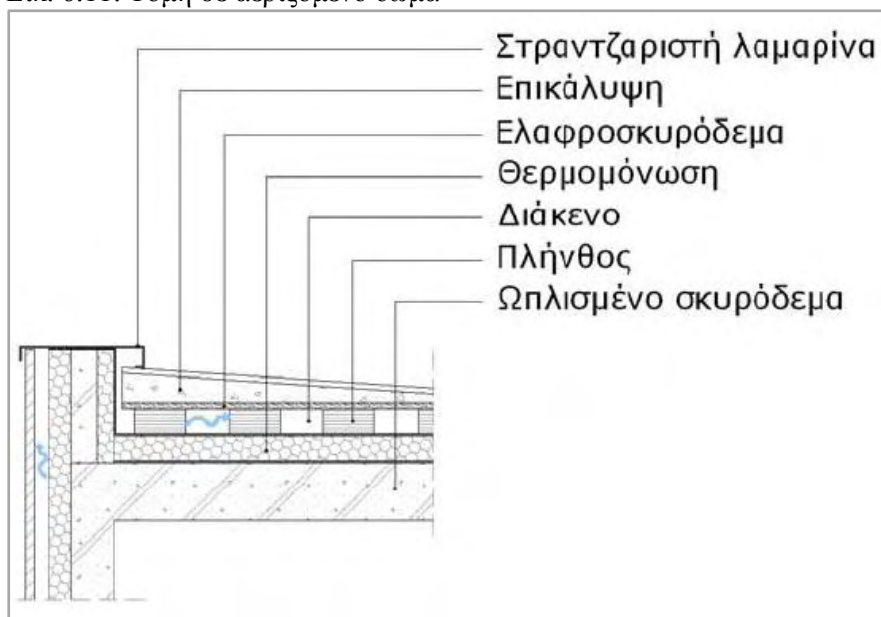 Στραντζαριστή λαμαρίνα
Επικάλυψη
Ελαφροσκυρόδεμα
Θερμομόνωση
Διάκενο
Πλήνθος
Ωπλισμένο σκυρόδεμα